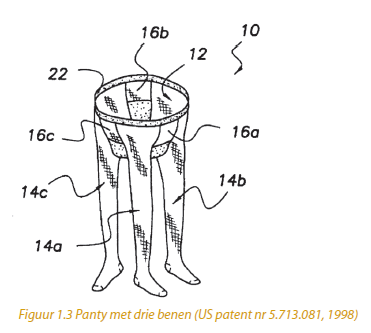 10
16b
12
22
16c
16a
14c
14b
14a
Figuur 1.3 Panty met drie benen (US patent nr 5.713.081, 1998)